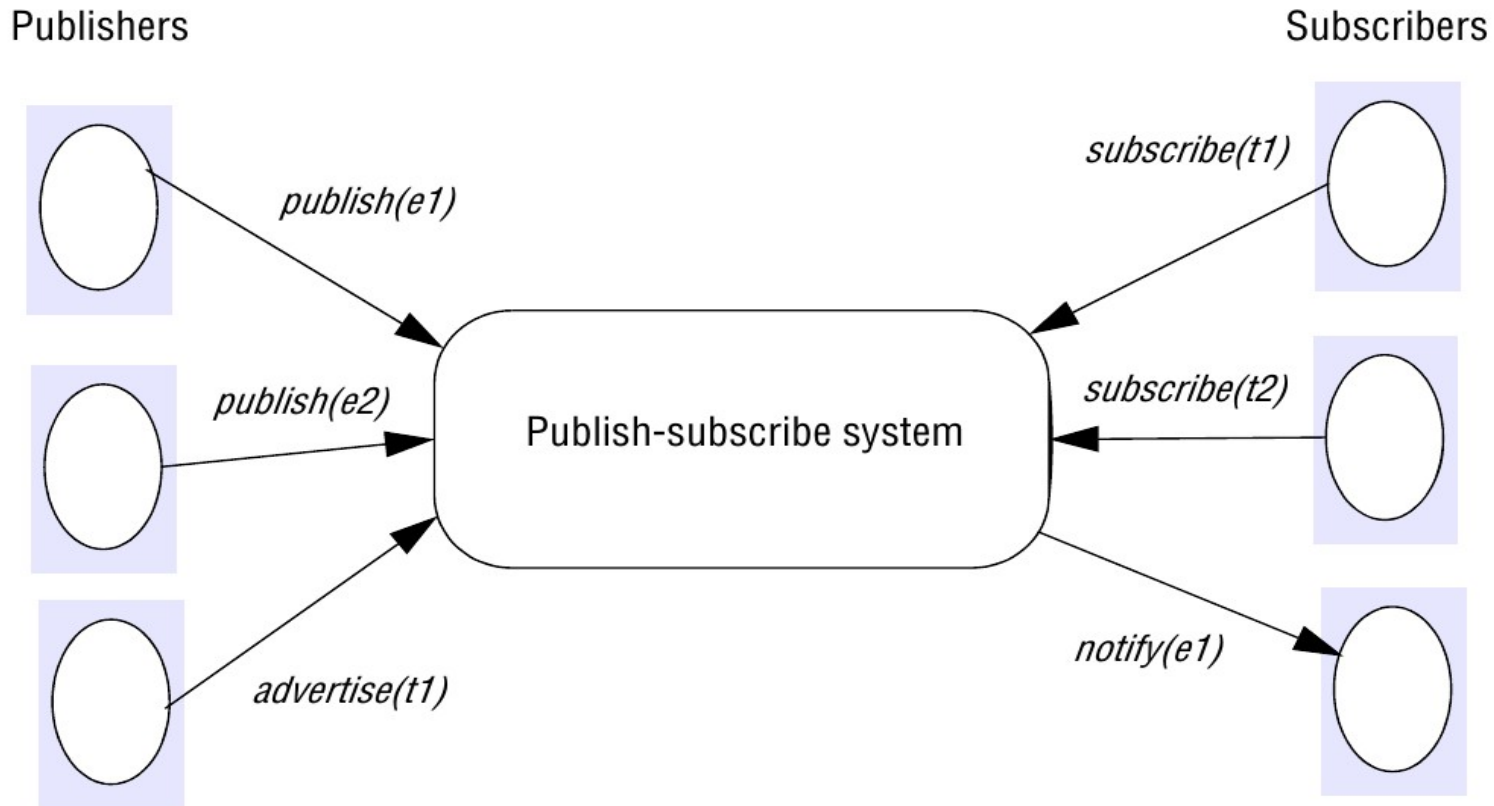 Publishers
Subscribers
publish(e1)
subscribe(t1)
publish(e2)
subscribe(t2)
Publish-subscribe system
advertise(t1)
notify(e1)